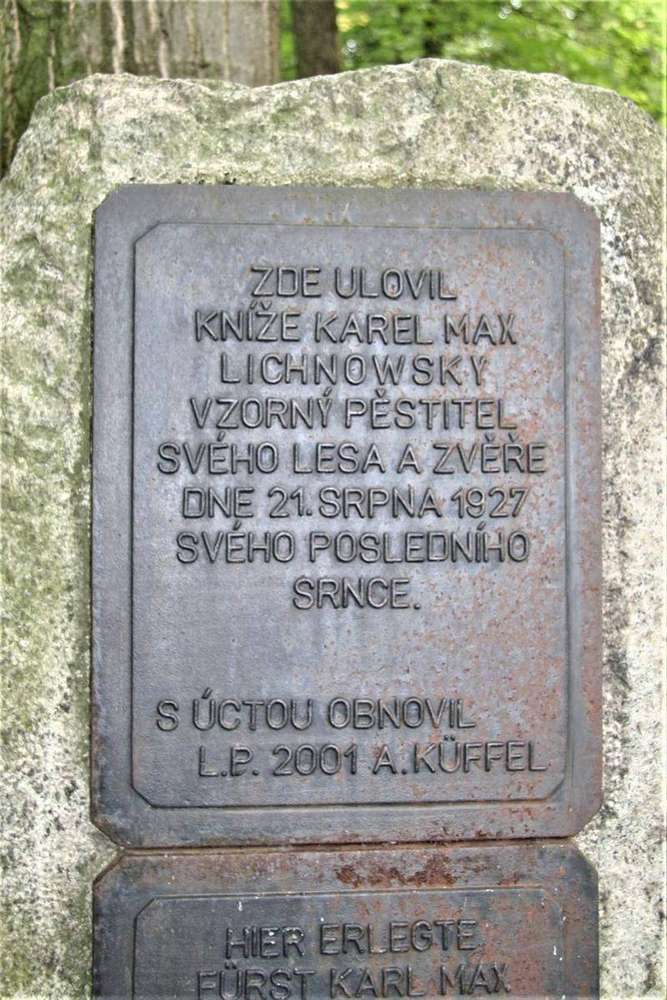 ZDE ULOVIL
KNÍŽE KAREL MAX
LICHNOWSKY
VZORNÝ PĚSTITEL
SVÉHO LESA A ZVĚŘE
DNE 21. SRPNA 1927
SVÉHO POSLEDNÍHO
SRNCE.
S ÚCTOU OBNOVIL
L.P. 2001 A. KÜFFEL
HIER ERLEGTE
FÜRST KARL MAX